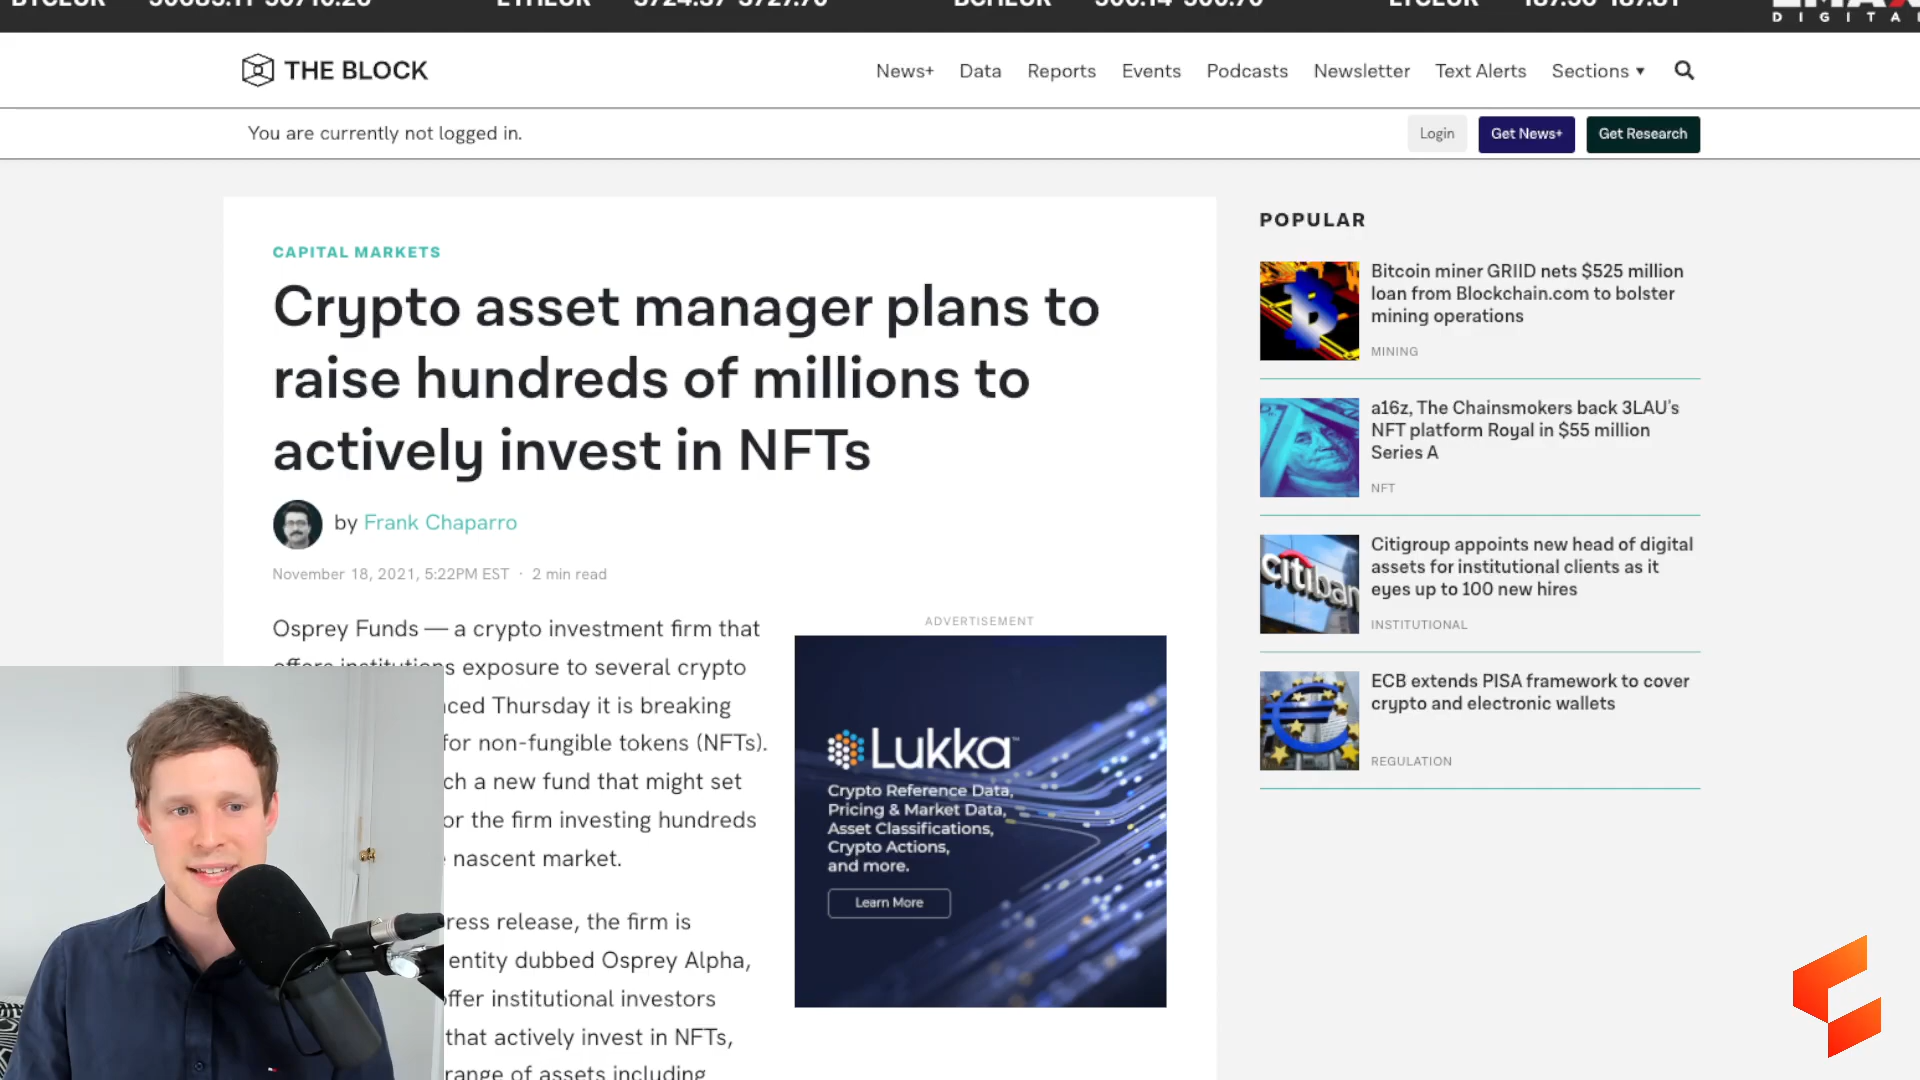 THE BLOCK
News+ Data Reports Events Podcasts Newsletter Text Alerts Sections
DIGITA
You are currently not logged in.
Login Get News+ Get Research
CAPITAL MARKETS
Crypto asset manager plans to
raise hundreds of millions to
actively invest in NFTs
by Frank Chaparro
November 18, 2021, 5:22PM EST · 2 min read
Osprey Funds — a crypto investment firm that
offers institutions exposure to several crypto
ced Thursday it is breaking
for non-fungible tokens (NFTs).
ch a new fund that might set
or the firm investing hundreds
nascent market.
ress release, the firm is
entity dubbed Osprey Alpha,
ffer institutional investors
that actively invest in NFTs,
range of assets including
ADVERTISEMENT
Lukka™
Crypto Reference Data,
Pricing & Market Data,
Asset Classifications,
Crypto Actions,
and more.
Learn More
POPULAR
Bitcoin miner GRIID nets $525 million
loan from Blockchain.com to bolster
mining operations
MINING
a16z, The Chainsmokers back 3LAU's
NFT platform Royal in $55 million
Series A
NFT
citiban
Citigroup appoints new head of digital
assets for institutional clients as it
eyes up to 100 new hires
INSTITUTIONAL
ECB extends PISA framework to cover
crypto and electronic wallets
REGULATION